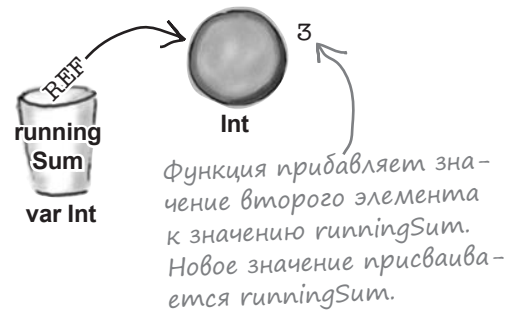 REF
3
running
Sum
Int
var Int
Функция прибавляет зна-
чение второго элемента
к значению runningSum.
Новое значение присваива-
ется runningSum.